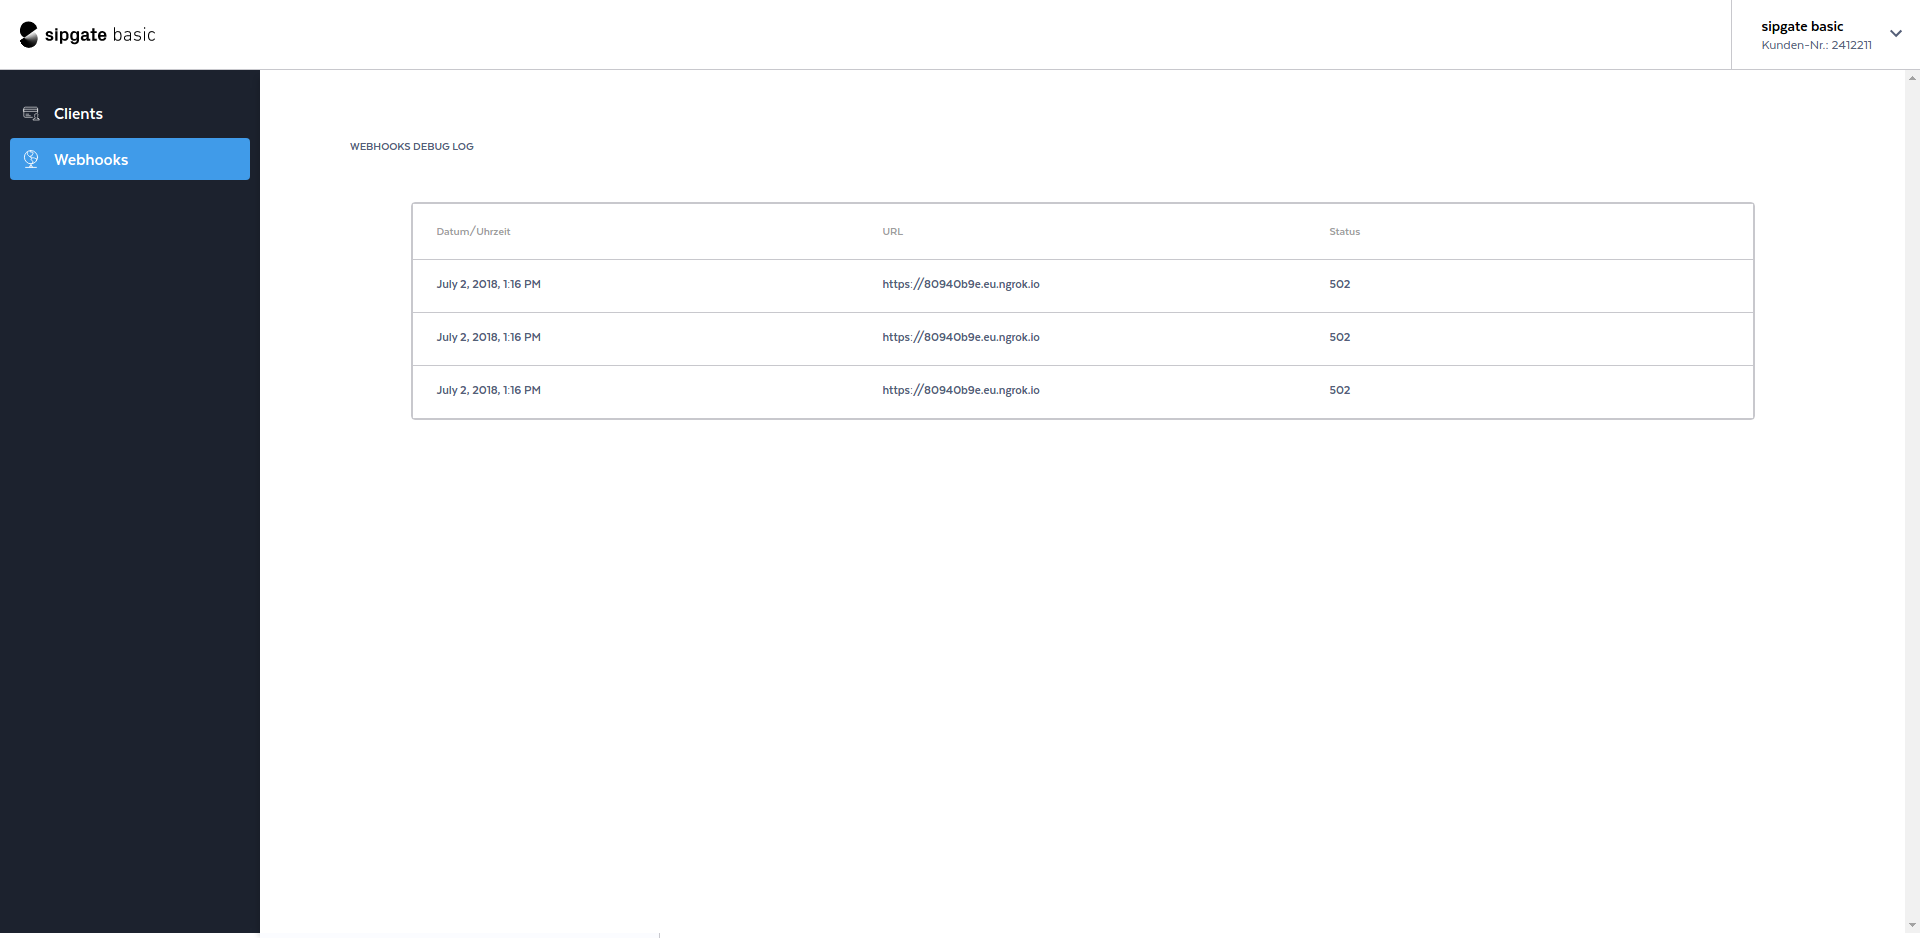 sipgate basic
sipgate basic
Kunden-Nr.: 2412211
Clients
Webhooks
WEBHOOKS DEBUG LOG
Datum/Uhrzeit URL Status
July 2, 2018, 1:16 PM https://80940b9e.eu.ngrok.io 502
July 2, 2018, 1:16 PM https://80940b9e.eu.ngrok.io 502
July 2, 2018, 1:16 PM https://80940b9e.eu.ngrok.io 502